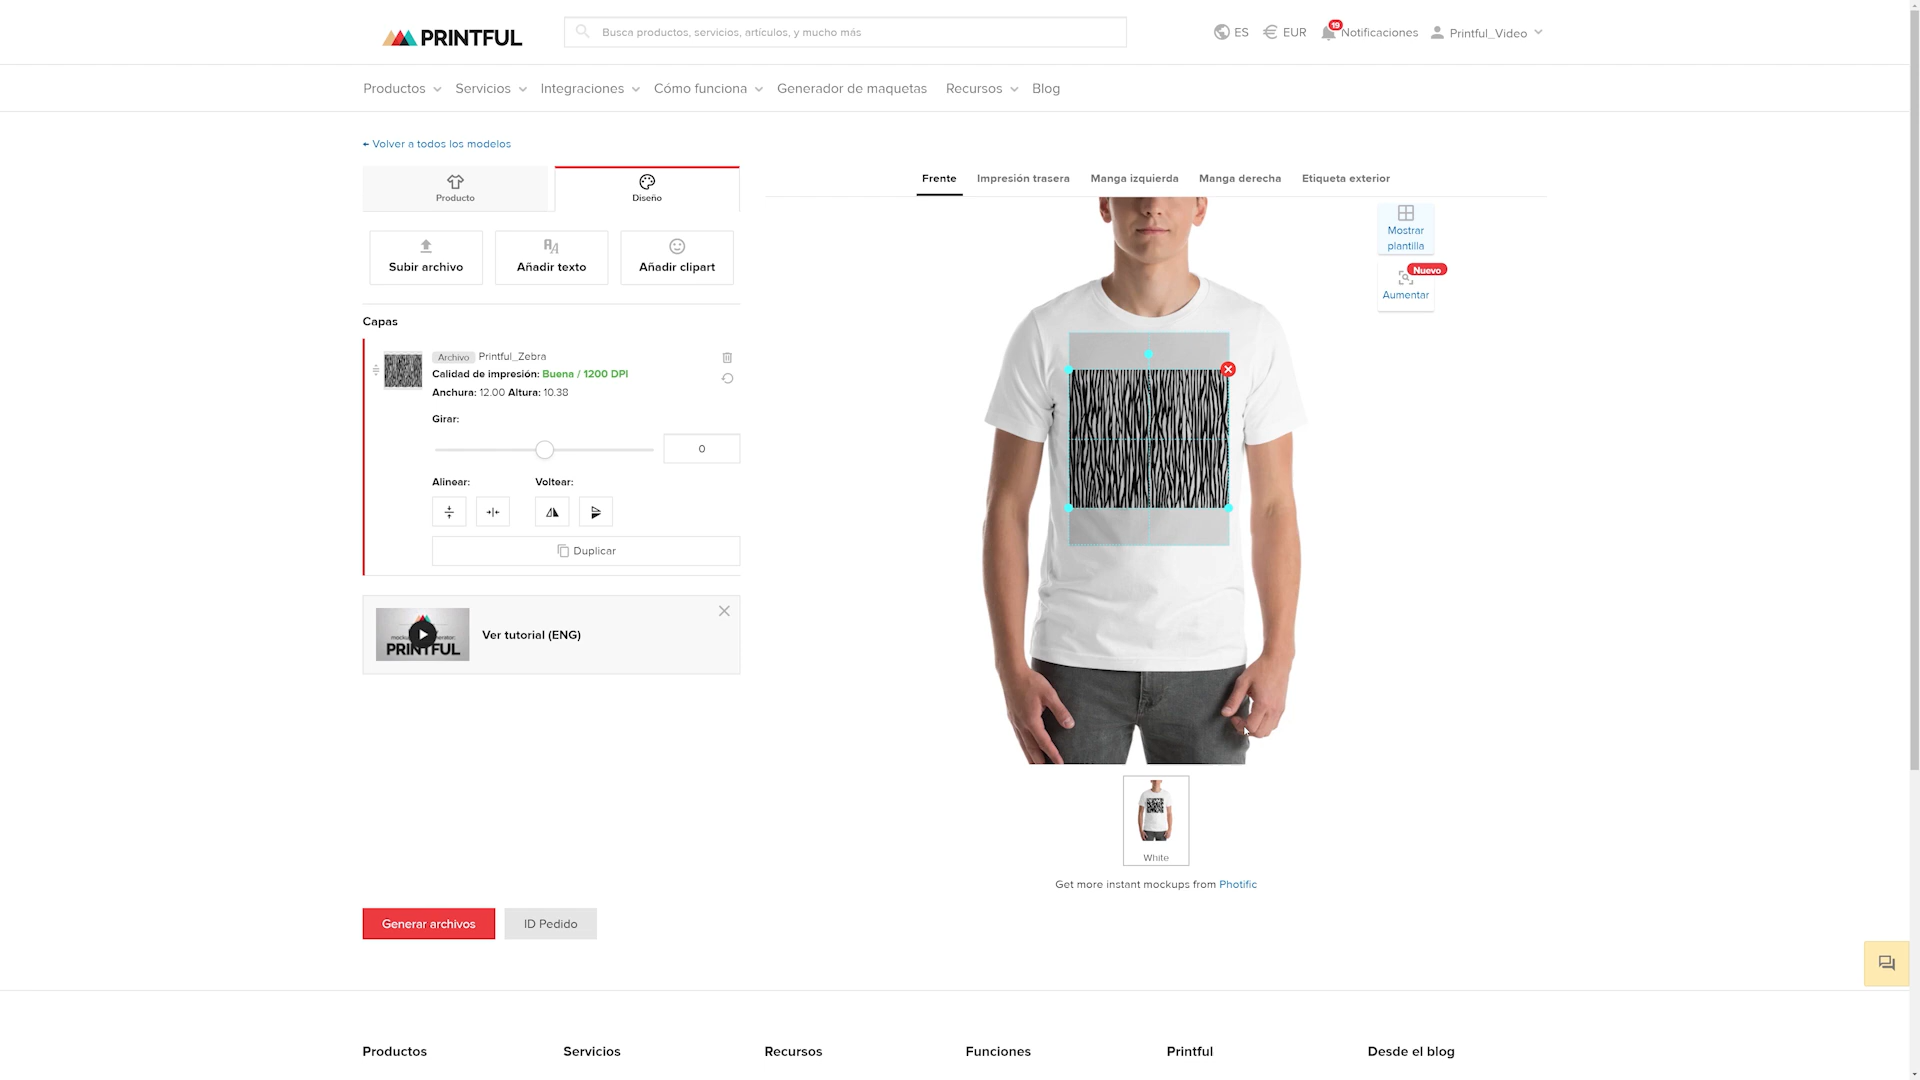 PRINTFUL
Busca productos, servicios, artículos, y mucho más
ES
EUR
19
Notificaciones
Printful_Video
Productos
Servicios
Integraciones
Cómo funciona
Generador de maquetas
Recursos
Blog
← Volver a todos los modelos
Producto
Diseño
Frente
Impresión trasera
Manga izquierda
Manga derecha
Etiqueta exterior
Mostrar
plantilla
Nuevo
Aumentar
Subir archivo
Añadir texto
Añadir clipart
Capas
Archivo Printful_Zebra
Calidad de impresión: Buena / 1200 DPI
Anchura: 12.00 Altura: 10.38
Girar:
0
Alinear:
Voltear:
Duplicar
PRINTFUL
Ver tutorial (ENG)
White
Get more instant mockups from Photific
Generar archivos
ID Pedido
Productos
Servicios
Recursos
Funciones
Printful
Desde el blog